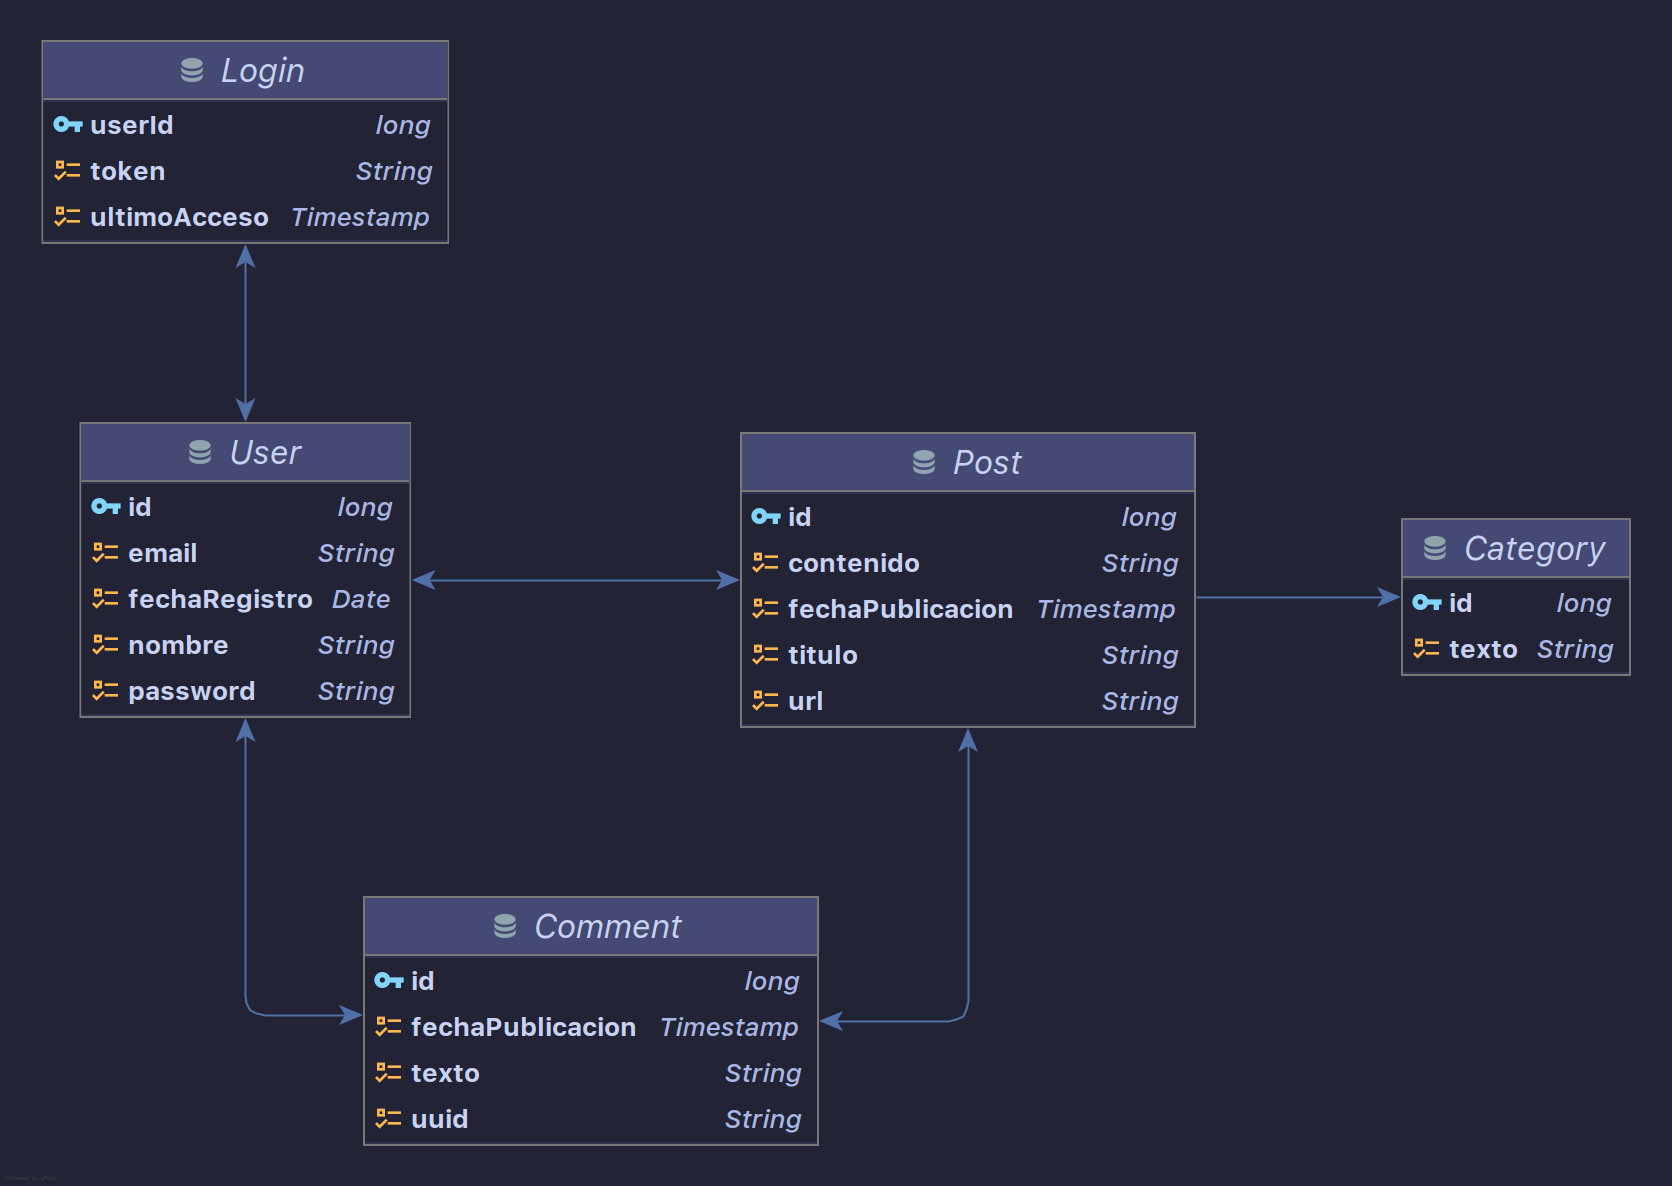 Login
userId long
token String
ultimoAcceso Timestamp
User
id long
email String
fechaRegistro Date
nombre String
password String
Post
id long
contenido String
fechaPublicacion Timestamp
titulo String
url String
Category
id long
texto String
Comment
id long
fechaPublicacion Timestamp
texto String
uuid String